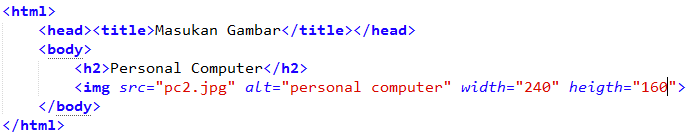 <html>
<head><title>Masukan Gambar</title></head>
<body>
<h2>Personal Computer</h2>
<img src="pc2.jpg" alt="personal computer" width="240" heigth="160">
</body>
</html>